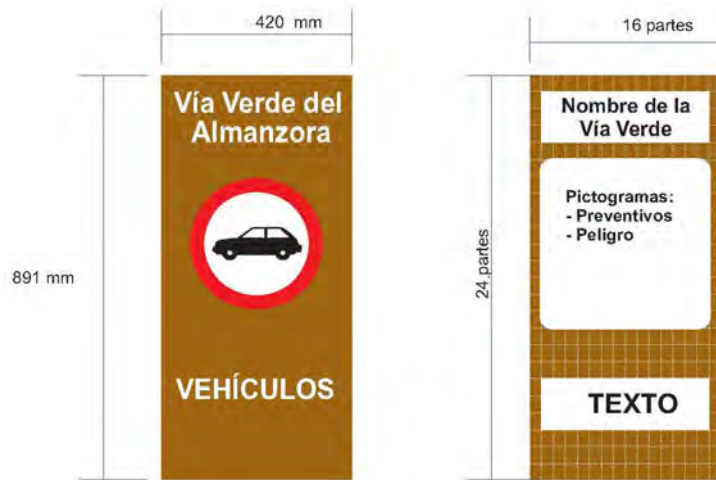 420 mm
16 partes
Vía Verde del
Almanzora
891 mm
VEHÍCULOS
Nombre de la
Vía Verde
Pictogramas:
- Preventivos
- Peligro
24 partes
TEXTO